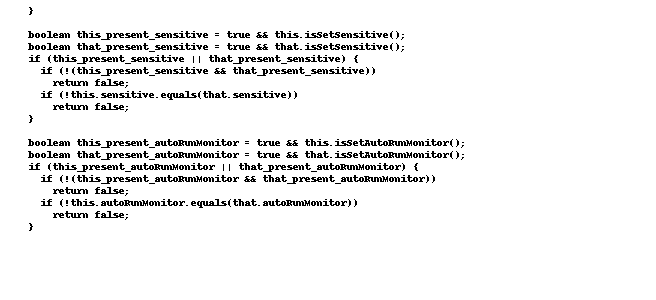 }
boolean this_present_sensitive = true && this.isSetSensitive();
boolean that_present_sensitive = true && that.isSetSensitive();
if (this_present_sensitive || that_present_sensitive) {
if (!(this_present_sensitive && that_present_sensitive))
return false;
if (!this.sensitive.equals(that.sensitive))
return false;
}
boolean this_present_autoRunMonitor = true && this.isSetAutoRunMonitor();
boolean that_present_autoRunMonitor = true && that.isSetAutoRunMonitor();
if (this_present_autoRunMonitor || that_present_autoRunMonitor) {
if (!(this_present_autoRunMonitor && that_present_autoRunMonitor))
return false;
if (!this.autoRunMonitor.equals(that.autoRunMonitor))
return false;
}